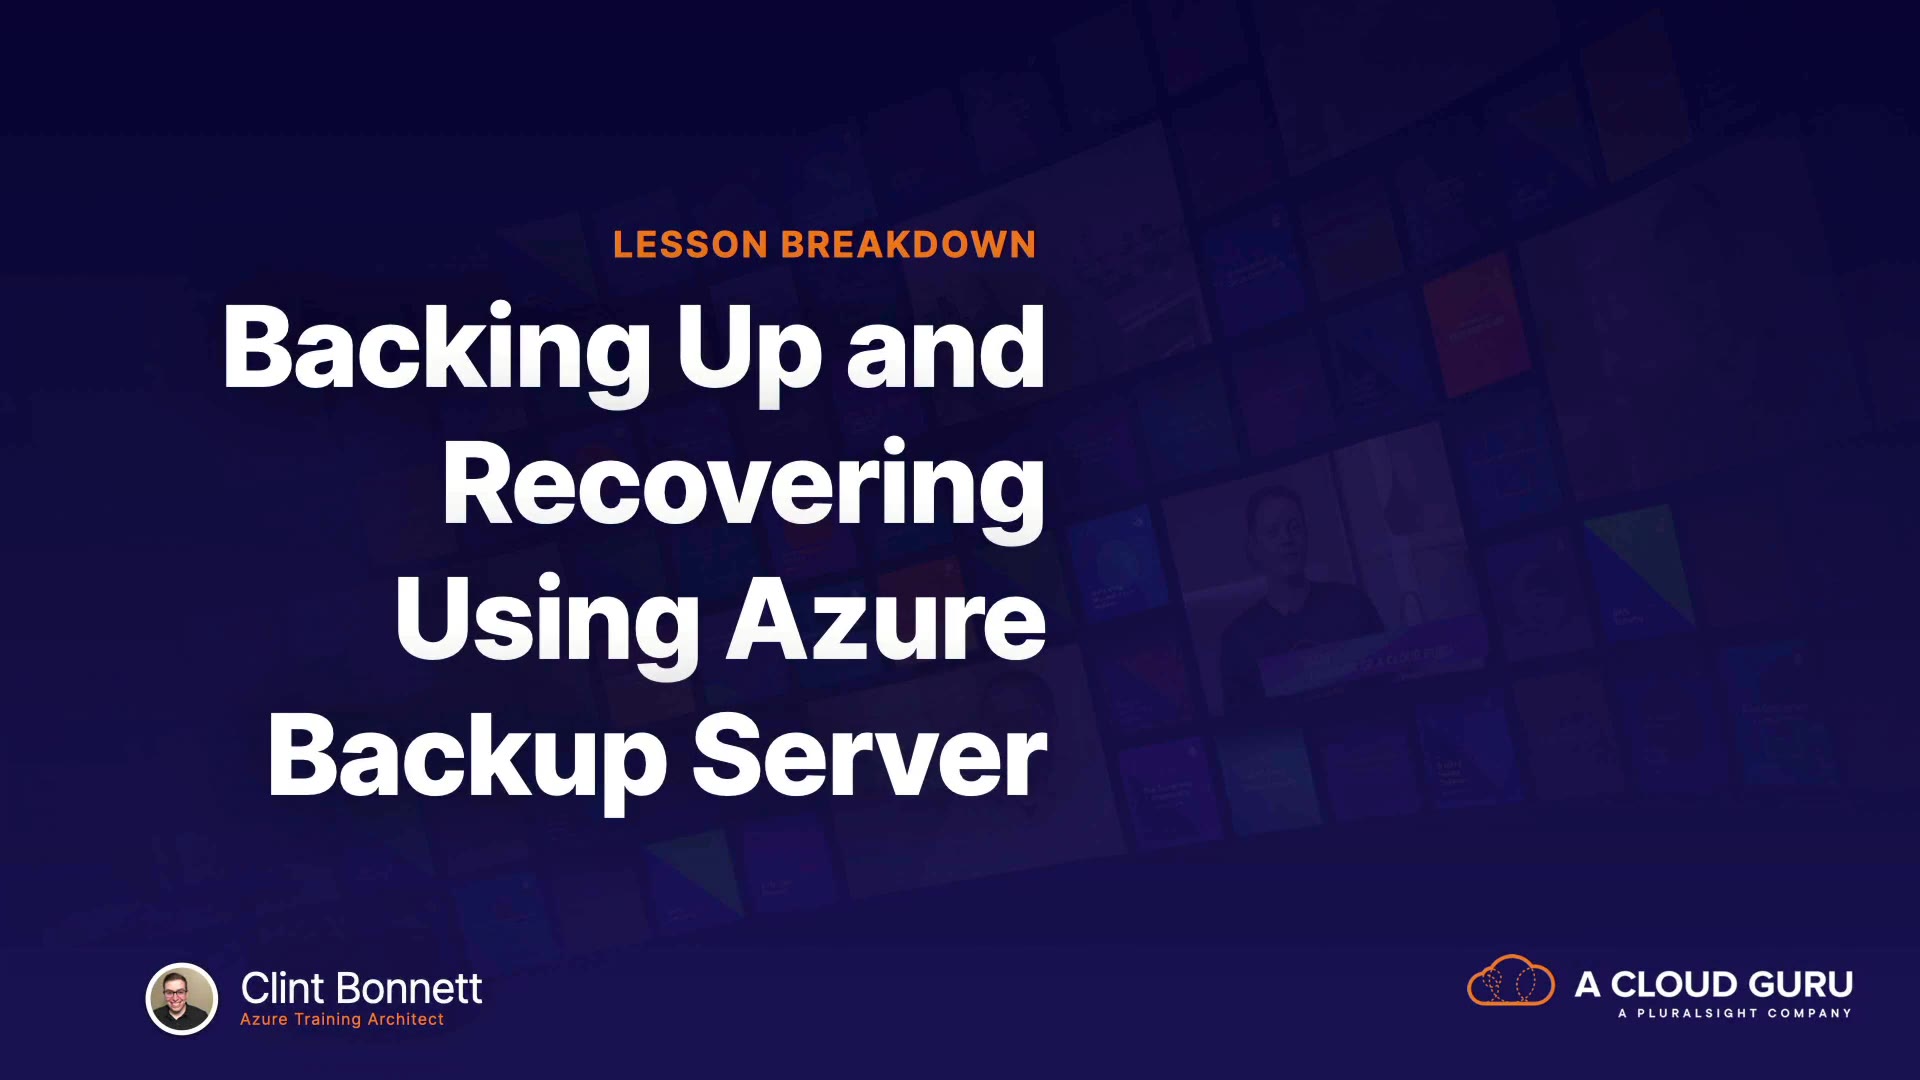 LESSON BREAKDOWN
Backing Up and
Recovering
Using Azure
Backup Server
Clint Bonnett
Azure Training Architect
A CLOUD GURU
A PLURALSIGHT COMPANY